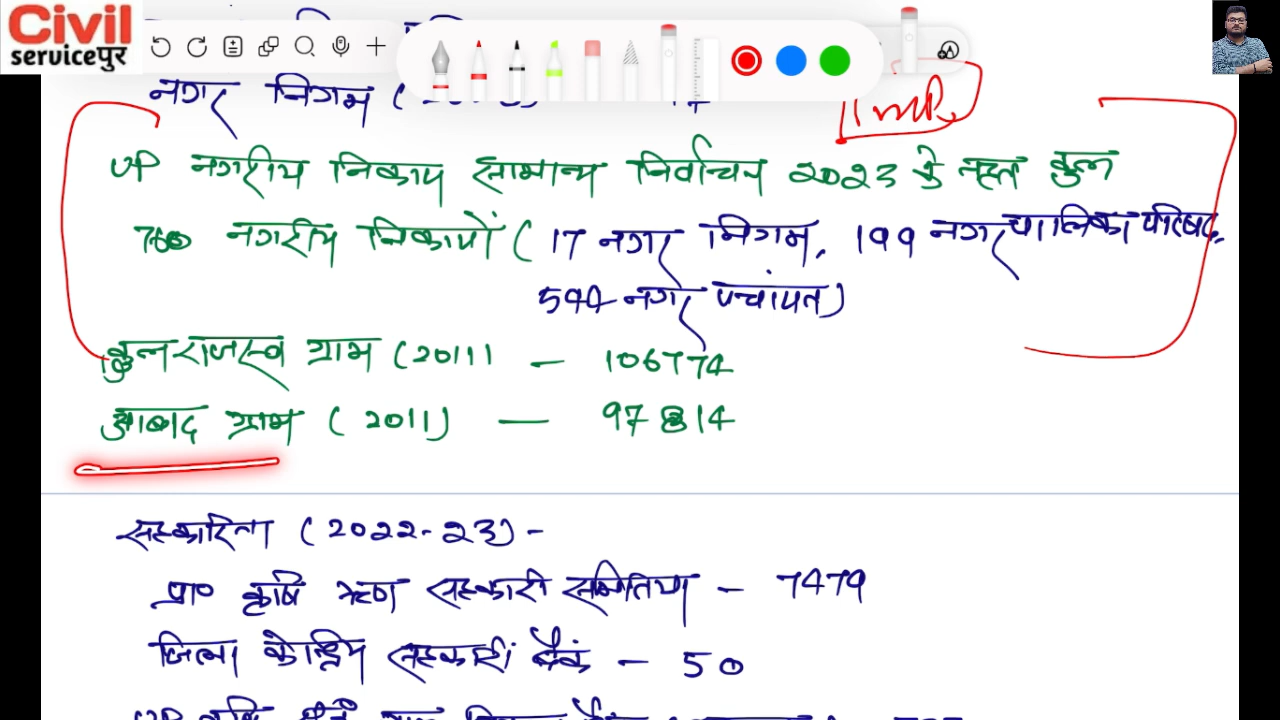 Civil
serviceपुर
नगर निगम (
Imp.
UP नगरीय निकाय सामान्य निर्वाचन 2023 के तहत कुल
760 नगरीय निकायों ( 17 नगर निगम, 199 नगर पालिका परिषद,
544 नगर पंचायत)
कुल राजस्व ग्राम (2011) - 106774
आबाद ग्राम (2011) - 97814
सहकारिता (2022-23) -
प्रा० कृषि ऋण सहकारी समितियां - 7479
जिला केन्द्रिय सहकारी बैंक - 50